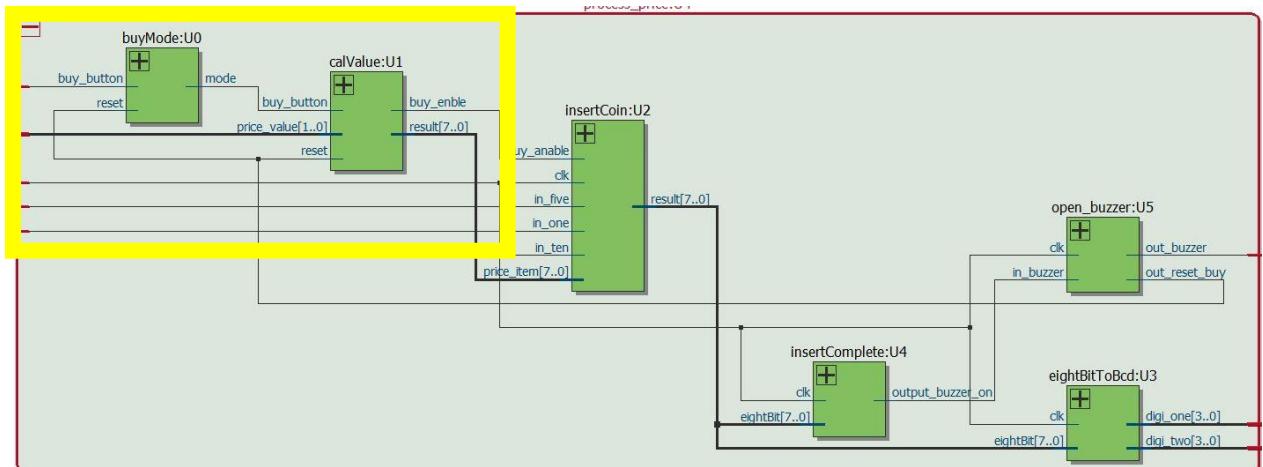 process_price:U4
buyMode:U0
buy_button
mode
reset
calValue:U1
buy_button
buy_enble
price_value[1..0]
result[7..0]
reset
insertCoin:U2
uy_anable
clk
in_five
in_one
in_ten
price_item[7..0]
result[7..0]
open_buzzer:U5
clk
out_buzzer
in_buzzer
out_reset_buy
insertComplete:U4
clk
output_buzzer_on
eightBit[7..0]
eightBitToBcd:U3
clk
digi_one[3..0]
eightBit[7..0]
digi_two[3..0]